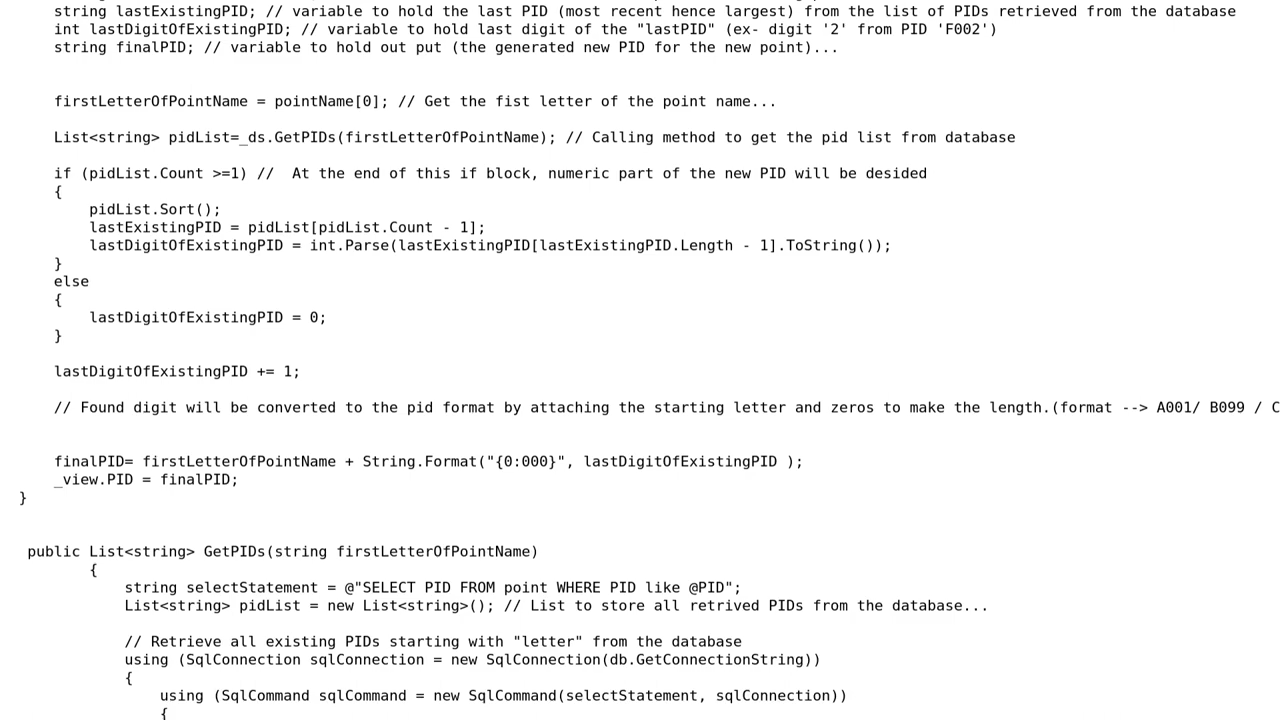 string lastExistingPID; // variable to hold the last PID (most recent hence largest) from the list of PIDs retrieved from the database
int lastDigitOfExistingPID; // variable to hold last digit of the "lastPID" (ex- digit '2' from PID 'F002')
string finalPID; // variable to hold out put (the generated new PID for the new point)...
firstLetterOfPointName = pointName[0]; // Get the fist letter of the point name...
List<string> pidList=_ds.GetPIDs(firstLetterOfPointName); // Calling method to get the pid list from database
if (pidList.Count >=1) //  At the end of this if block, numeric part of the new PID will be desided
{
pidList.Sort();
lastExistingPID = pidList[pidList.Count - 1];
lastDigitOfExistingPID = int.Parse(lastExistingPID[lastExistingPID.Length - 1].ToString());
}
else
{
lastDigitOfExistingPID = 0;
}
lastDigitOfExistingPID += 1;
// Found digit will be converted to the pid format by attaching the starting letter and zeros to make the length.(format --> A001/ B099 / C
finalPID= firstLetterOfPointName + String.Format("{0:000}", lastDigitOfExistingPID );
_view.PID = finalPID;
}
public List<string> GetPIDs(string firstLetterOfPointName)
{
string selectStatement = @"SELECT PID FROM point WHERE PID like @PID";
List<string> pidList = new List<string>(); // List to store all retrived PIDs from the database...
// Retrieve all existing PIDs starting with "letter" from the database
using (SqlConnection sqlConnection = new SqlConnection(db.GetConnectionString))
{
using (SqlCommand sqlCommand = new SqlCommand(selectStatement, sqlConnection))
{